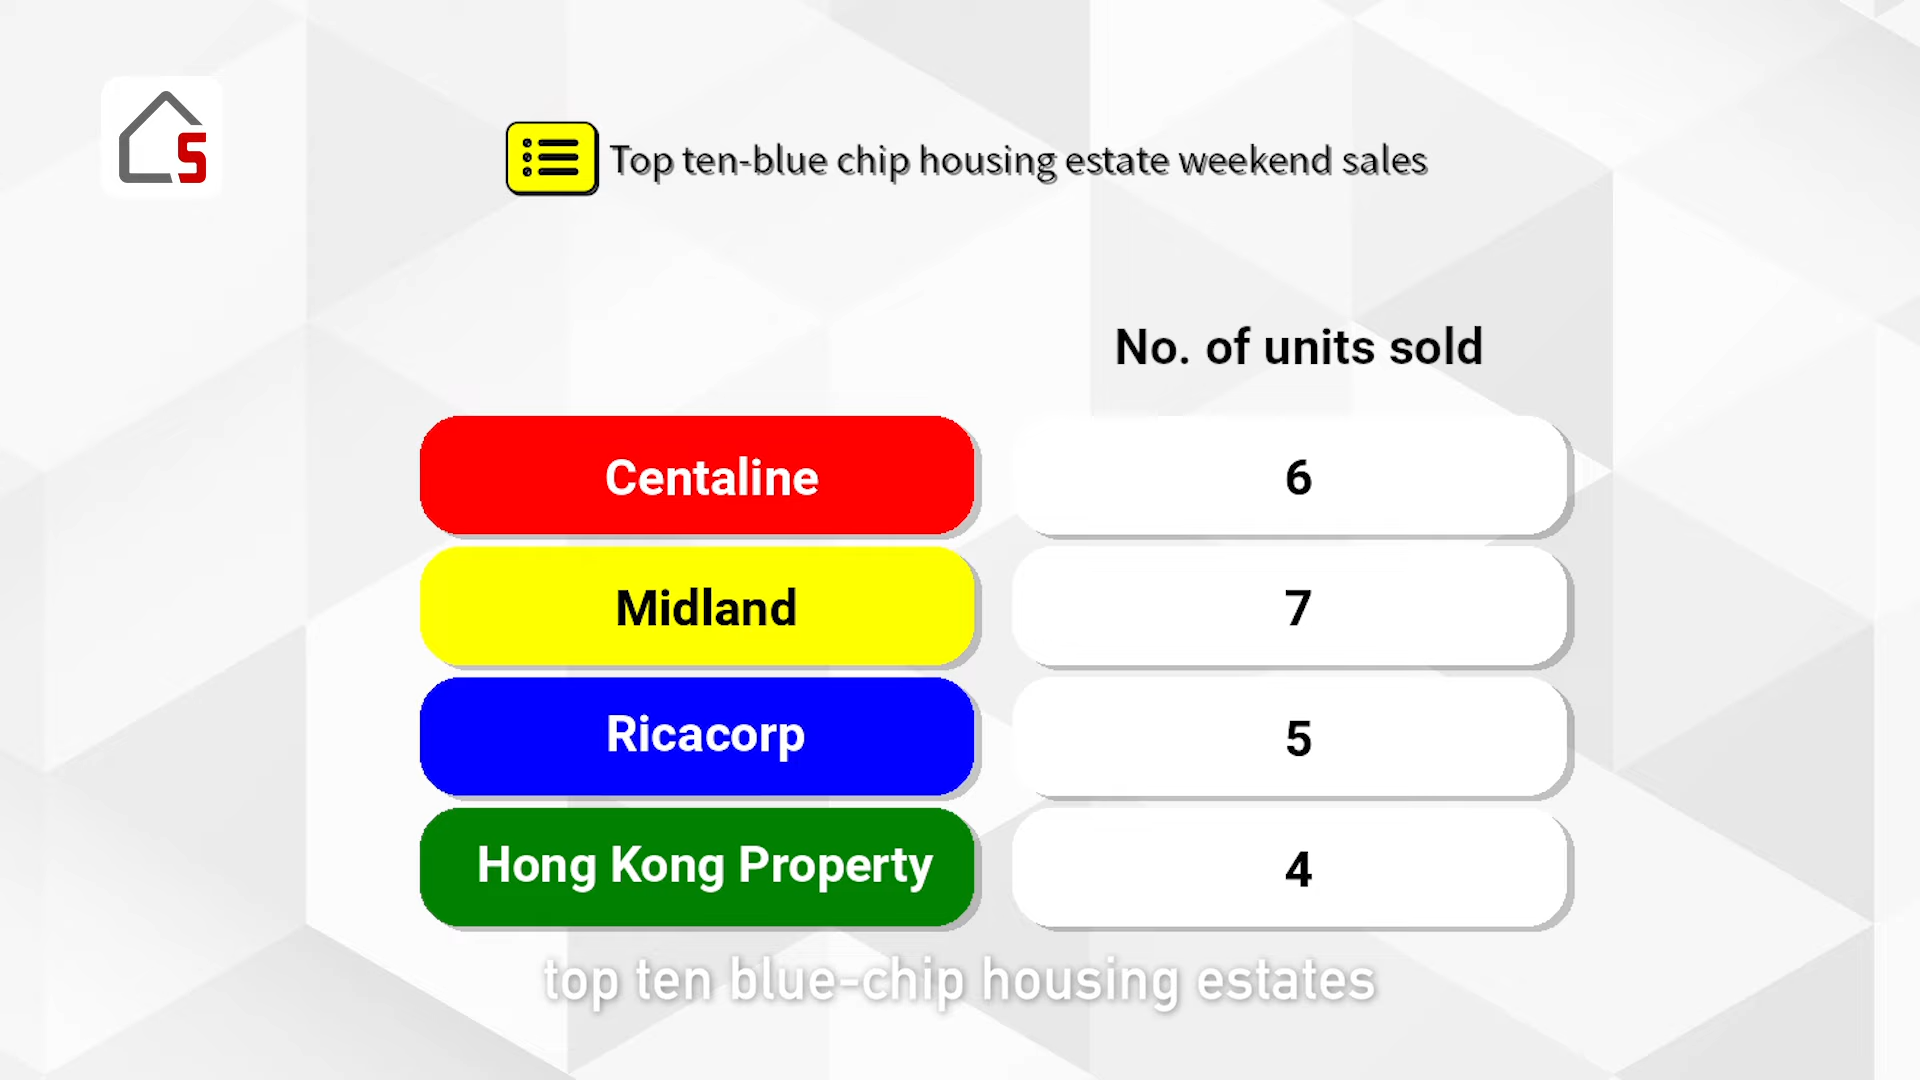 S
Top ten-blue chip housing estate weekend sales
No. of units sold
Centaline 6
Midland 7
Ricacorp 5
Hong Kong Property 4
top ten blue-chip housing estates